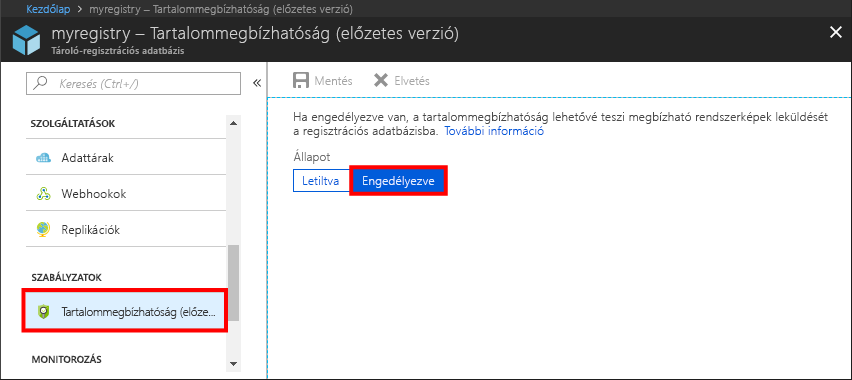 Kezdőlap > myregistry – Tartalommegbízhatóság (előzetes verzió)
myregistry – Tartalommegbízhatóság (előzetes verzió)
Tároló-regisztrációs adatbázis
Keresés (Ctrl+/)
SZOLGÁLTATÁSOK
Adattárak
Webhookok
Replikációk
SZABÁLYZATOK
Tartalommegbízhatóság (előze...
MONITOROZÁS
Mentés
Elvetés
Ha engedélyezve van, a tartalommegbízhatóság lehetővé teszi megbízható rendszerképek leküldését
a regisztrációs adatbázisba. További információ
Állapot
Letiltva
Engedélyezve